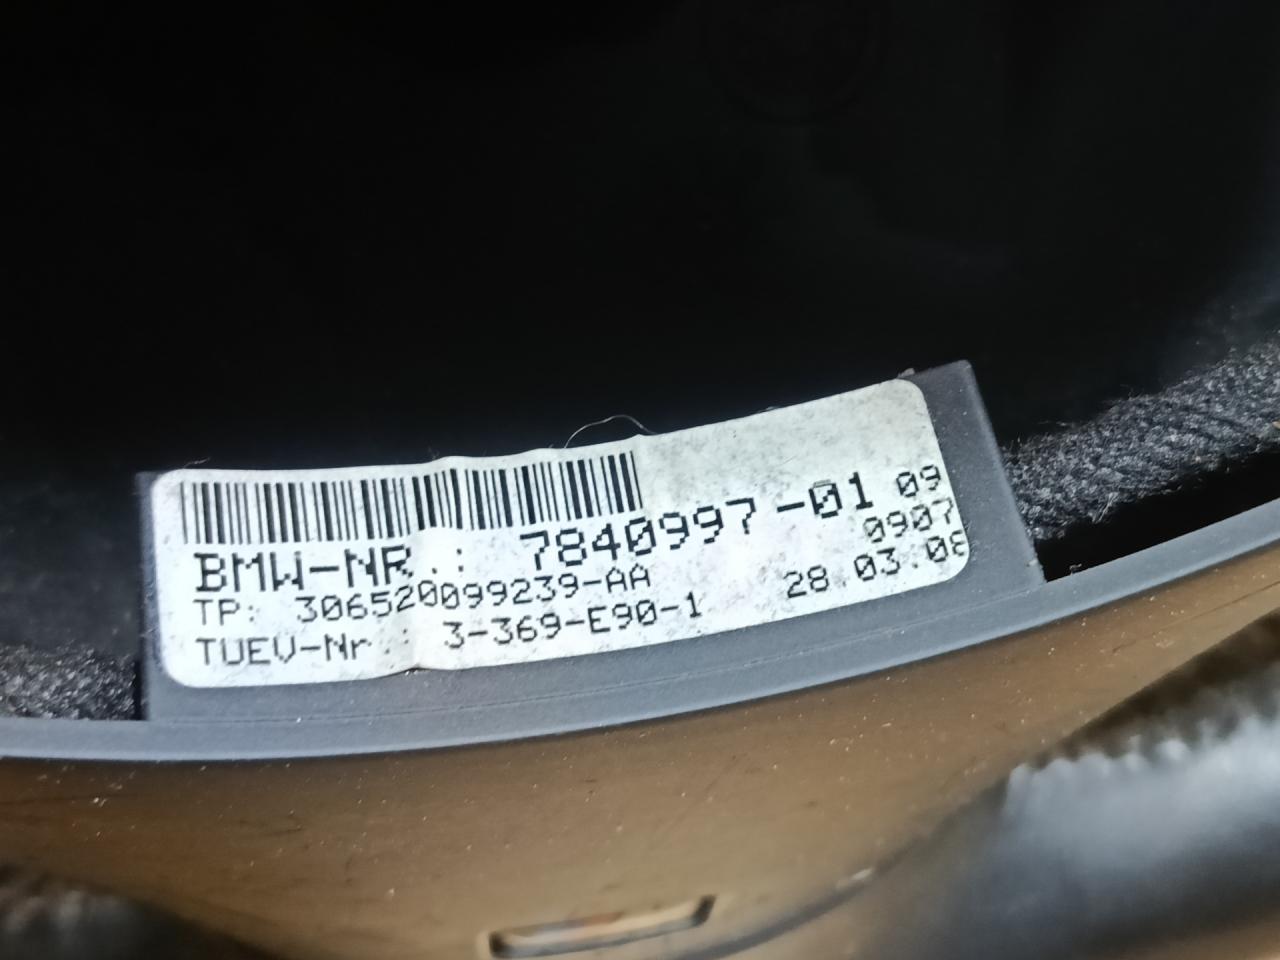 BMW-NR.: 7840997-01 09
TP: 306520099239-AA 0907
TUEV-Nr.: 3-369-E90-1 28.03.08